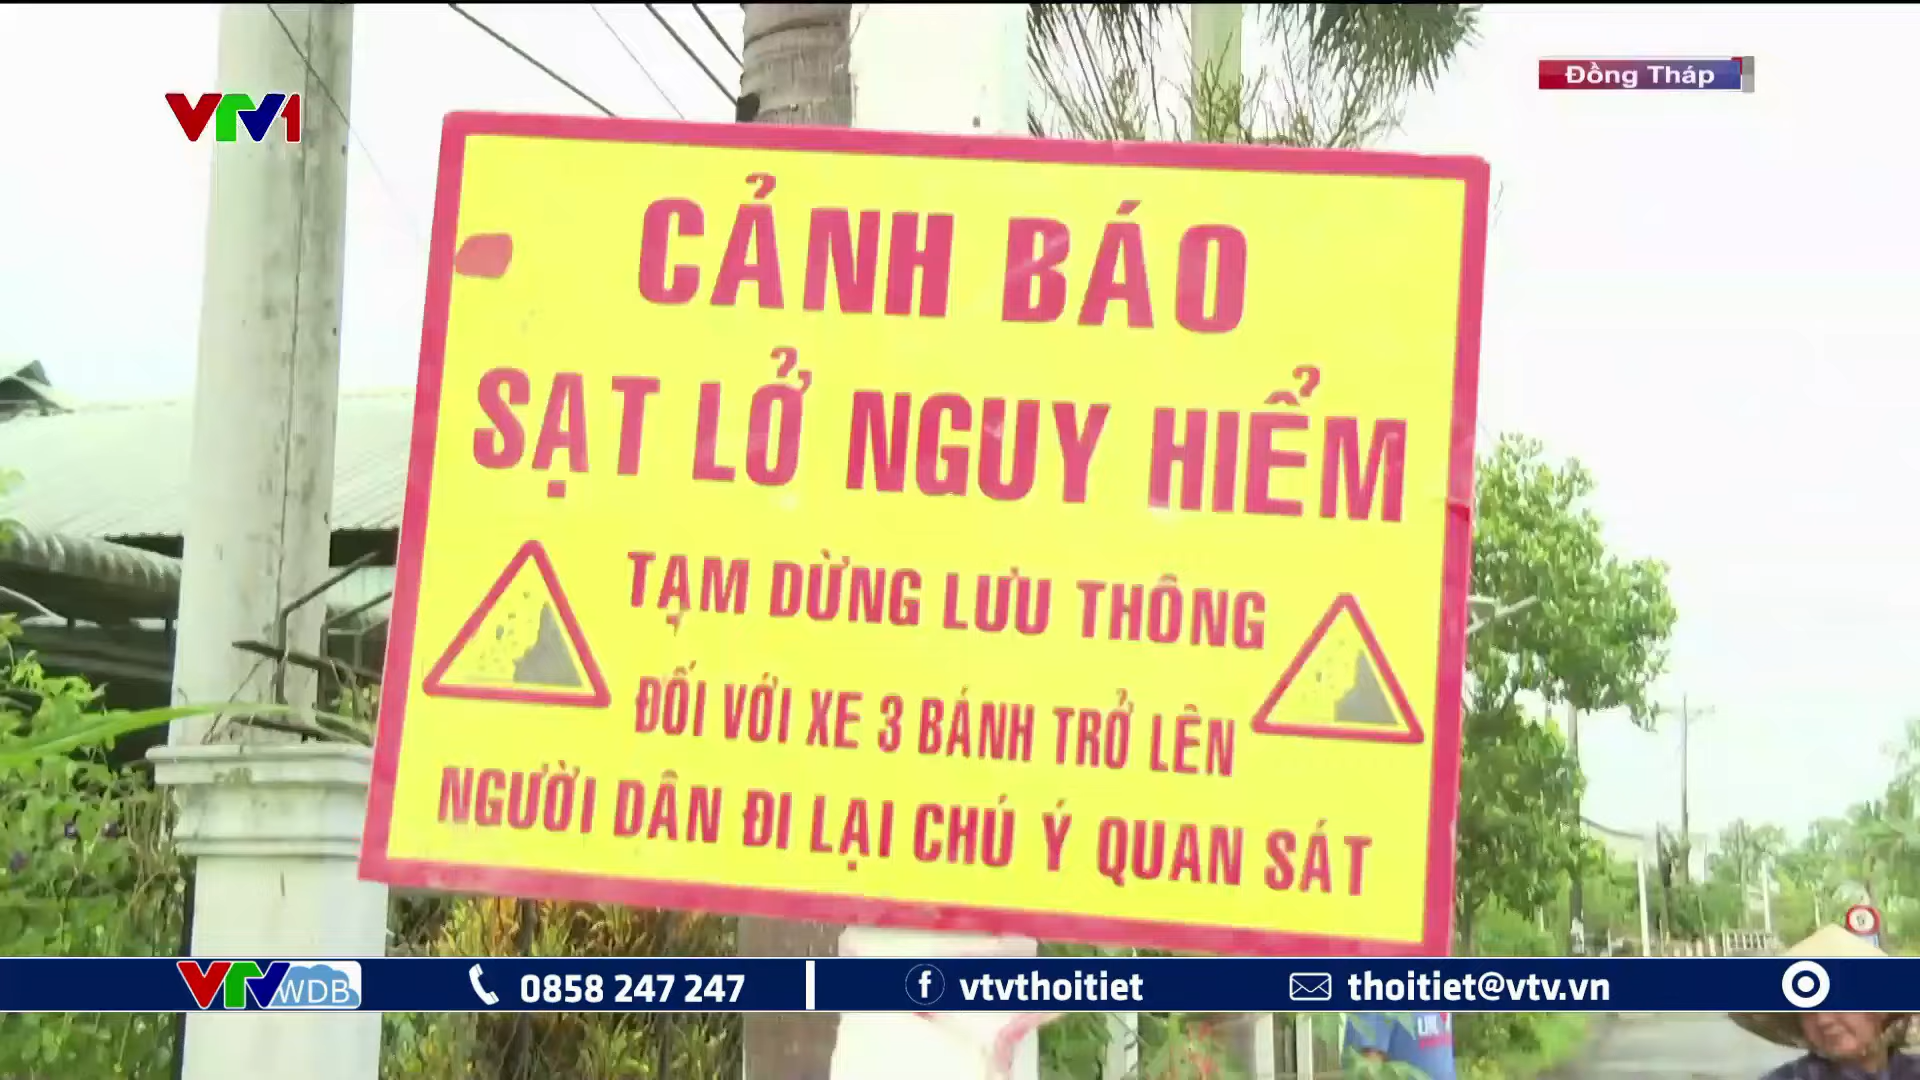 VTV1
Đồng Tháp
CẢNH BÁO
SẠT LỞ NGUY HIỂM
TẠM DỪNG LƯU THÔNG
ĐỐI VỚI XE 3 BÁNH TRỞ LÊN
NGƯỜI DÂN ĐI LẠI CHÚ Ý QUAN SÁT
VTV WDB 0858 247 247 vtvthoitiet thoitiet@vtv.vn